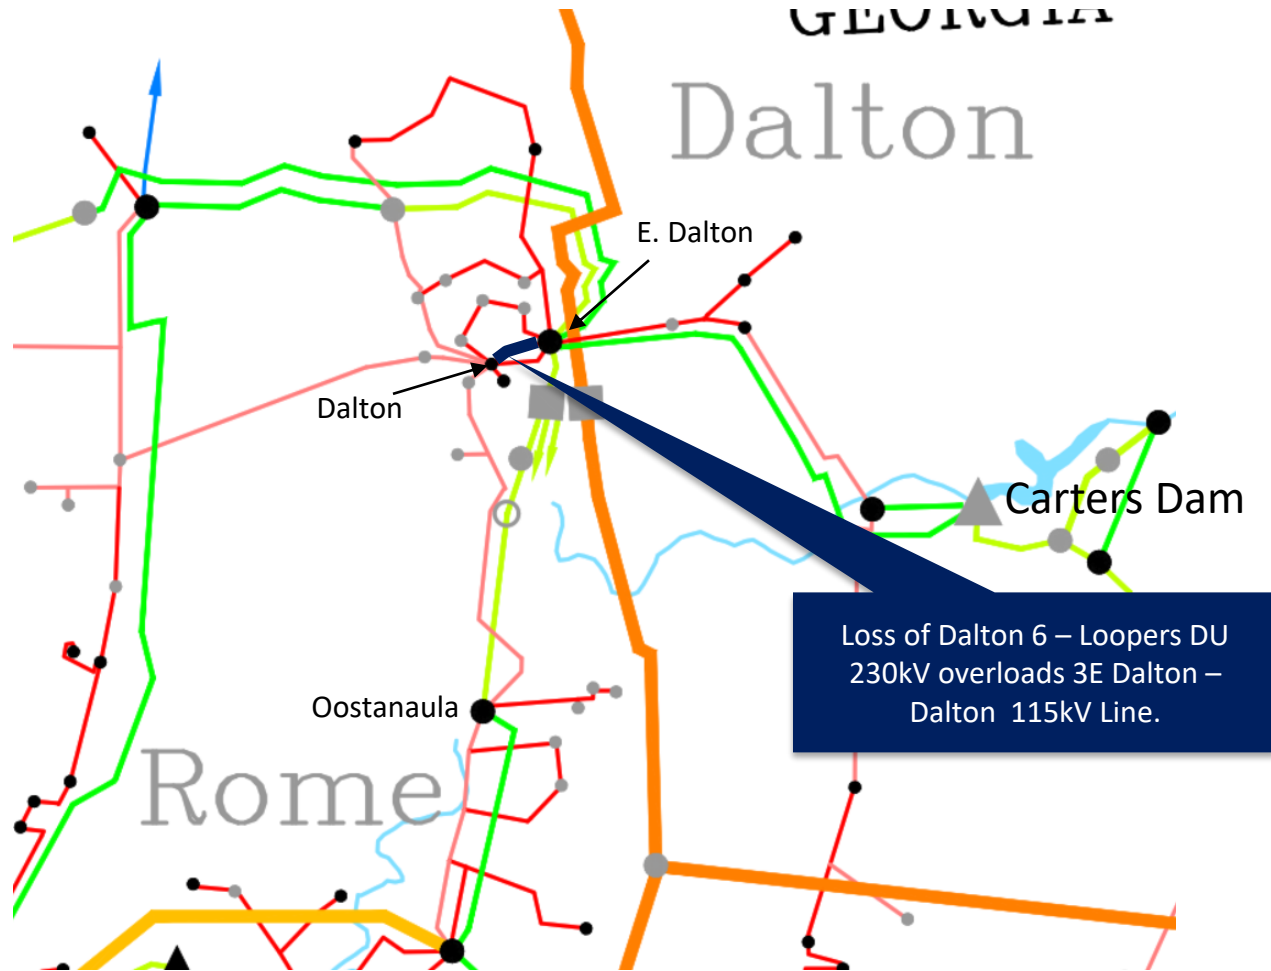 GEORGIA
Dalton
E. Dalton
Dalton
Carters Dam
Loss of Dalton 6 – Loopers DU
230kV overloads 3E Dalton –
Dalton 115kV Line.
Oostanaula
Rome